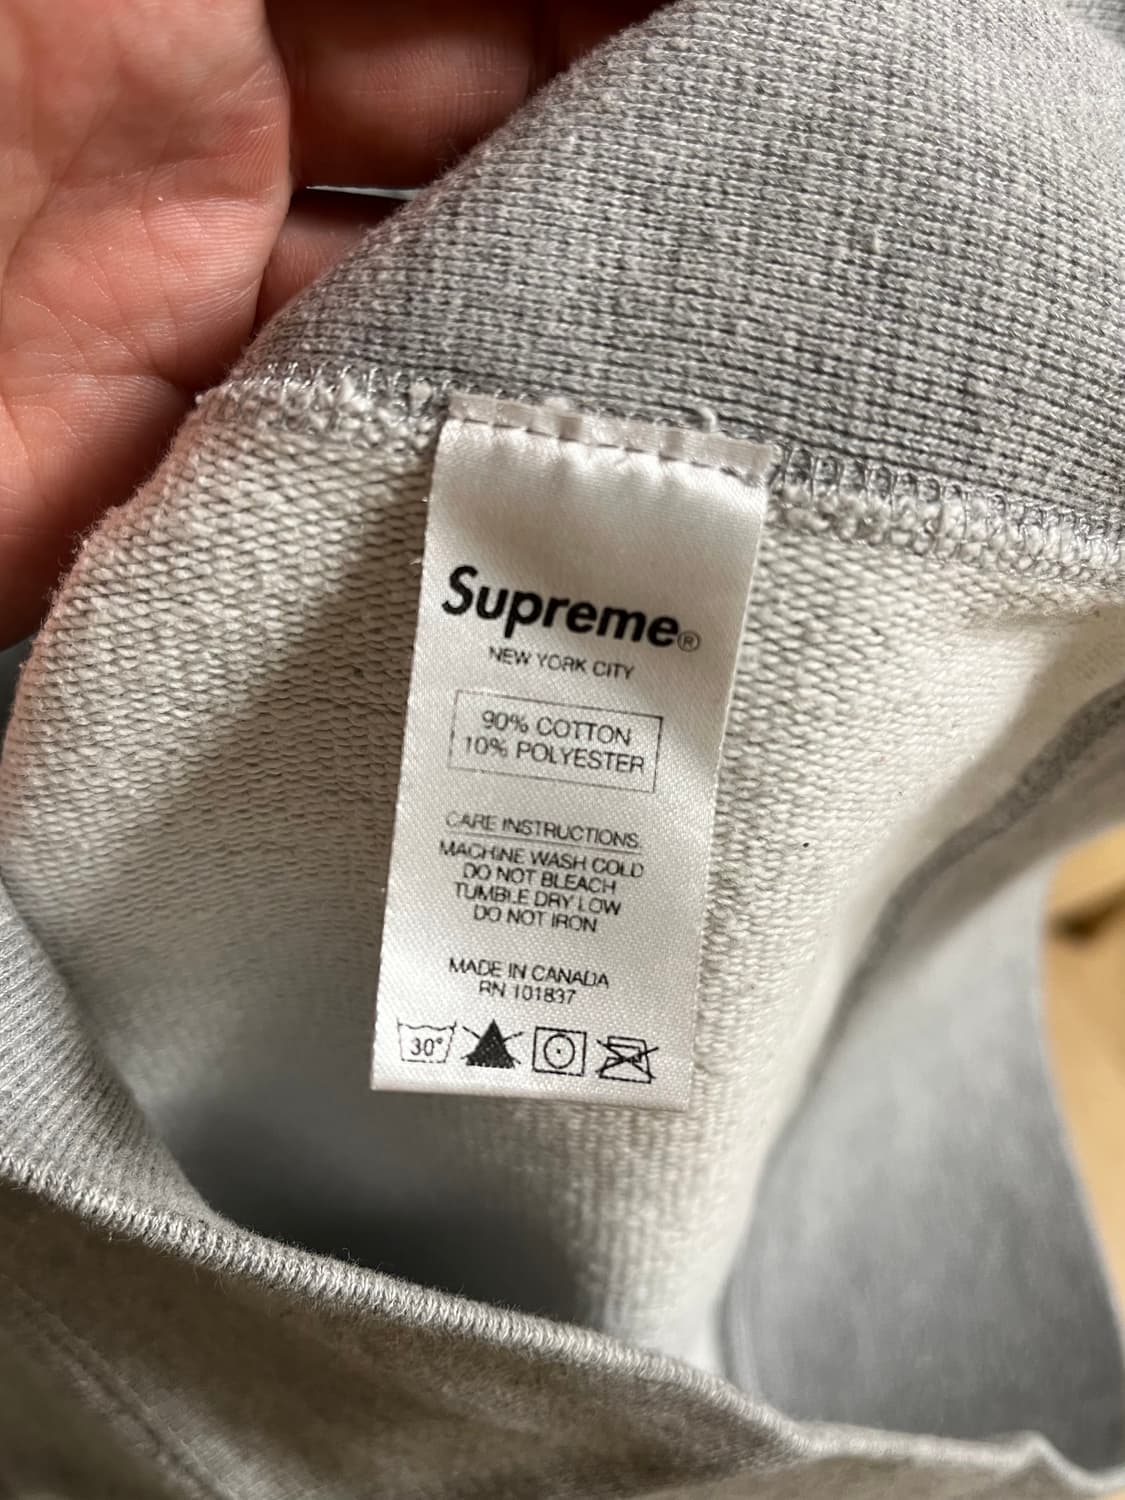 Supreme®
NEW YORK CITY
90% COTTON
10% POLYESTER
CARE INSTRUCTIONS:
MACHINE WASH COLD
DO NOT BLEACH
TUMBLE DRY LOW
DO NOT IRON
MADE IN CANADA
RN 101837
30°